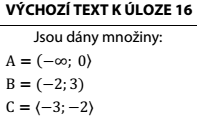 VÝCHOZÍ TEXT K ÚLOZE 16
Jsou dány množiny:
A = (−∞; 0⟩
B = (−2; 3)
C = ⟨−3; −2⟩